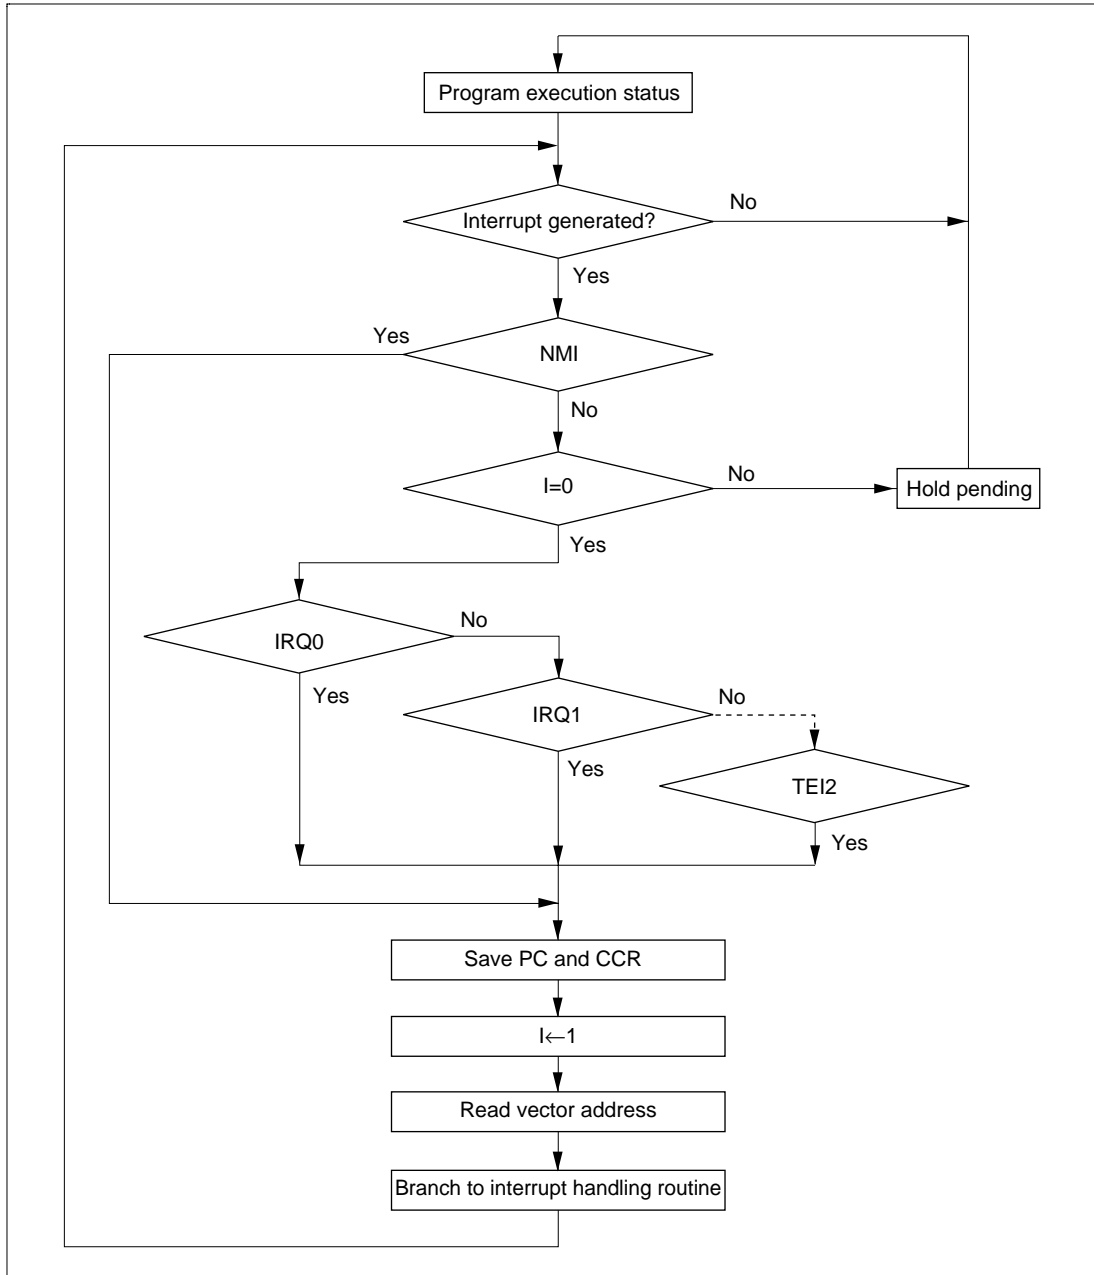 Program execution status
Interrupt generated?
No
Yes
Yes
NMI
No
I=0
No
Hold pending
Yes
IRQ0
No
Yes
IRQ1
No
Yes
TEI2
Yes
Save PC and CCR
I←1
Read vector address
Branch to interrupt handling routine